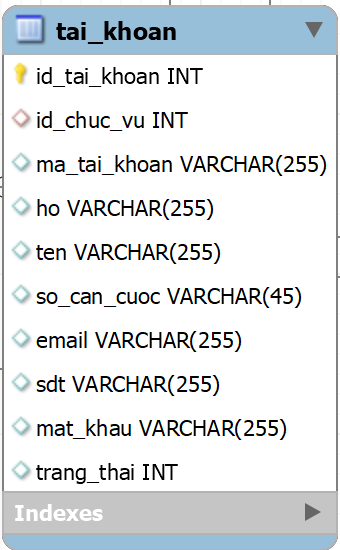 tai_khoan
id_tai_khoan INT
id_chuc_vu INT
ma_tai_khoan VARCHAR(255)
ho VARCHAR(255)
ten VARCHAR(255)
so_can_cuoc VARCHAR(45)
email VARCHAR(255)
sdt VARCHAR(255)
mat_khau VARCHAR(255)
trang_thai INT
Indexes